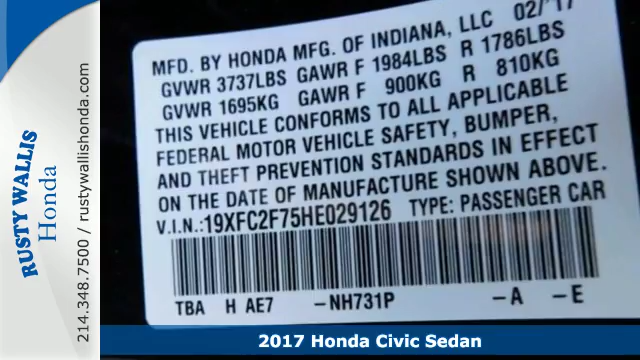 MFD. BY HONDA MFG. OF INDIANA, LLC 02/'17
GVWR 3737LBS GAWR F 1984LBS R 1786LBS
GVWR 1695KG GAWR F 900KG R 810KG
THIS VEHICLE CONFORMS TO ALL APPLICABLE
FEDERAL MOTOR VEHICLE SAFETY, BUMPER,
AND THEFT PREVENTION STANDARDS IN EFFECT
ON THE DATE OF MANUFACTURE SHOWN ABOVE.
V.I.N.:19XFC2F75HE029126 TYPE: PASSENGER CAR
TBA H AE7 –NH731P –A –E
RUSTY WALLIS
Honda
214.348.7500 / rustywallishonda.com
2017 Honda Civic Sedan